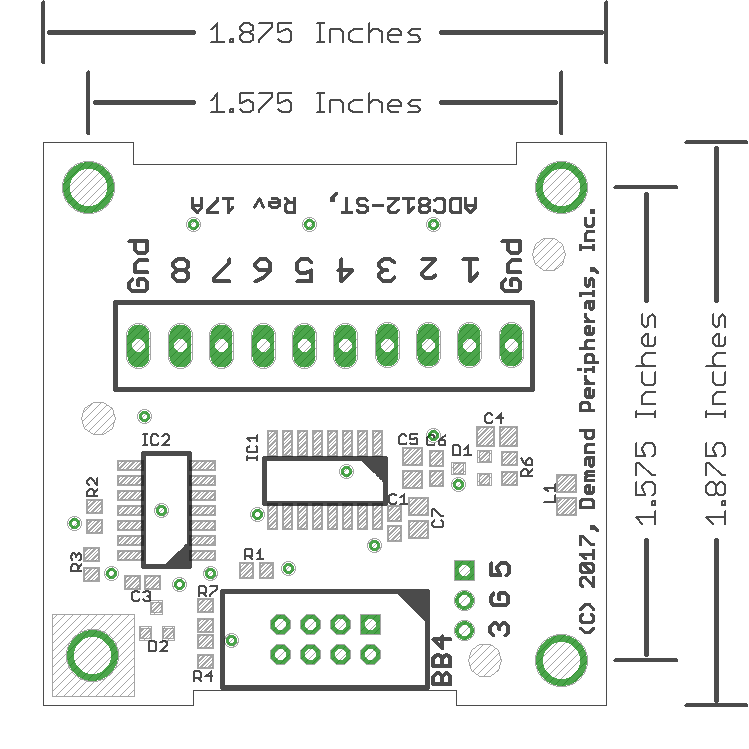 1.875 Inches
1.575 Inches
ADC812-ST, Rev 17A
Gnd 8 7 6 5 4 3 2 1 Gnd
(C) 2017, Demand Peripherals, Inc.
1.575 Inches
1.875 Inches
IC2
IC1
C5
C6
C4
D1
R6
L1
R2
C1
C7
R3
R1
C3
R7
D2
R4
BB4
5
G
3